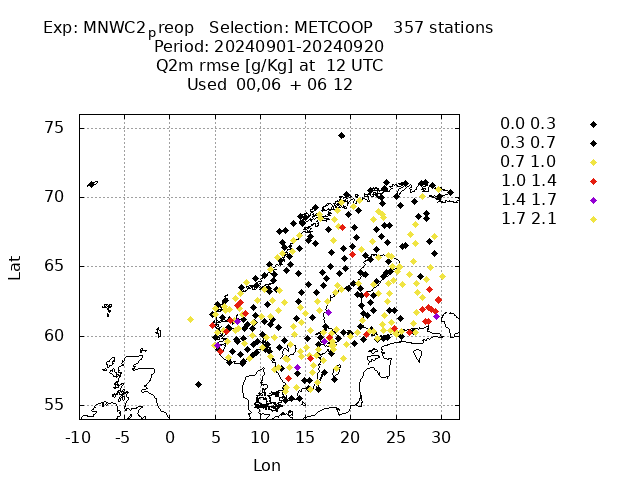 Exp: MNWC2_preop   Selection: METCOOP    357 stations
Period: 20240901-20240920
Q2m rmse [g/Kg] at  12 UTC
Used  00,06  + 06 12
0.0 0.3
0.3 0.7
0.7 1.0
1.0 1.4
1.4 1.7
1.7 2.1
75
70
65
60
55
Lat
-10 -5 0 5 10 15 20 25 30
Lon